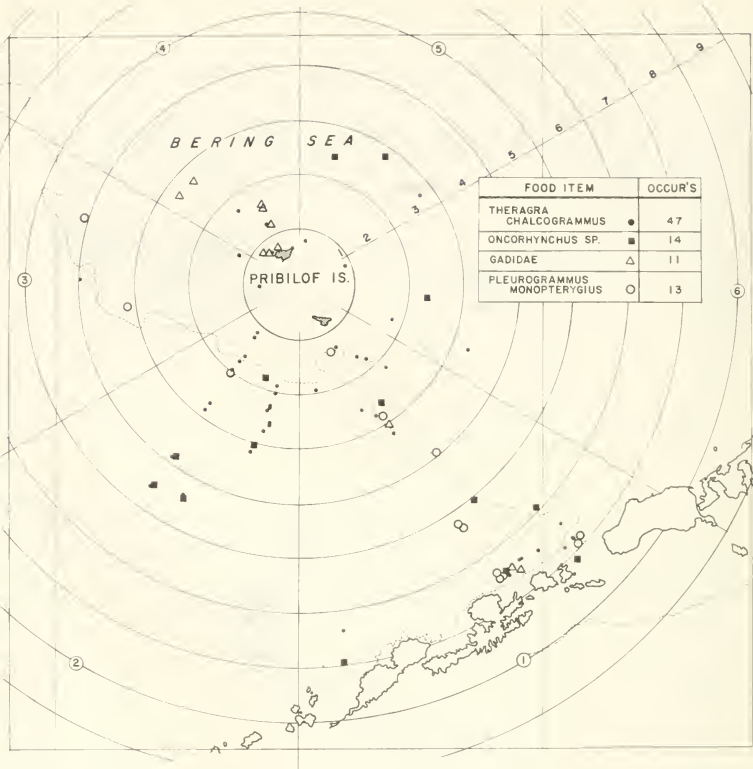 4
5
9
8
7
6
5
4
3
2
1
BERING SEA
FOOD ITEM OCCUR'S
THERAGRA
CHALCOGRAMMUS ● 47
ONCORHYNCHUS SP. ■ 14
GADIDAE △ 11
PLEUROGRAMMUS
MONOPTERYGIUS ○ 13
PRIBILOF IS.
3
6
2
1